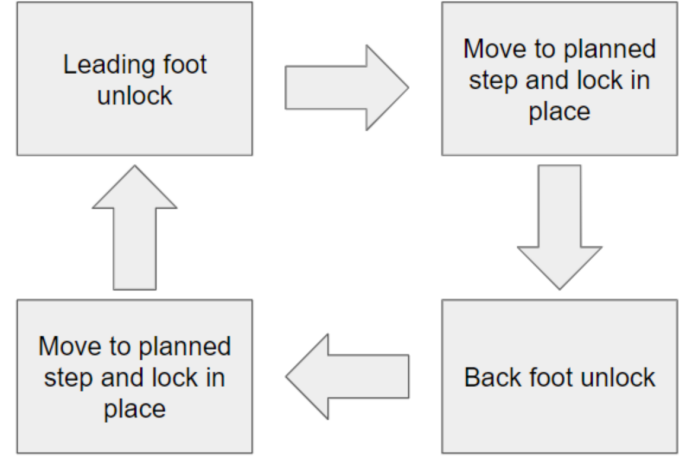 Leading foot
unlock
Move to planned
step and lock in
place
Move to planned
step and lock in
place
Back foot unlock